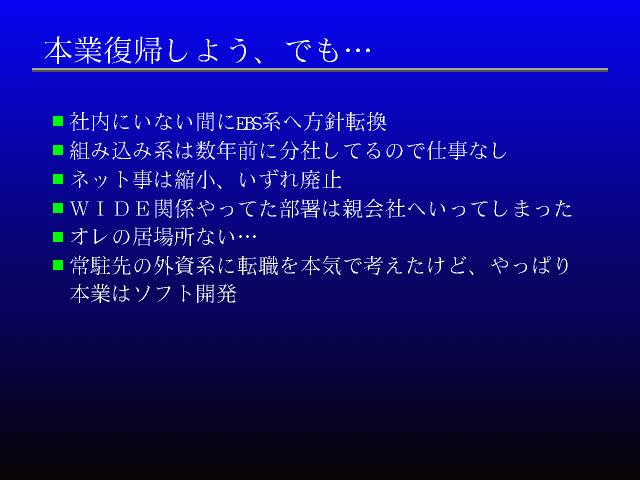 本業復帰しよう、でも…
社内にいない間にEBS系へ方針転換
組み込み系は数年前に分社してるので仕事なし
ネット事は縮小、いずれ廃止
ＷＩＤＥ関係やってた部署は親会社へいってしまった
オレの居場所ない…
常駐先の外資系に転職を本気で考えたけど、やっぱり
本業はソフト開発